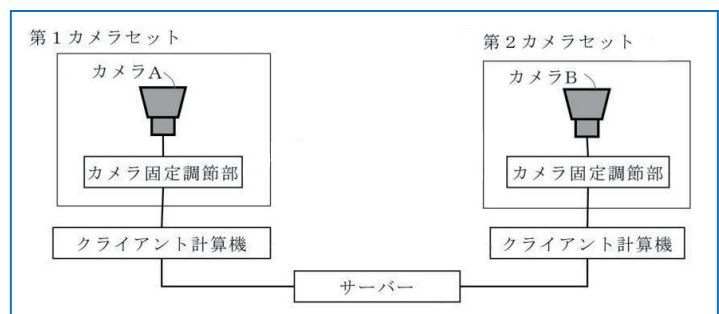 第1カメラセット
カメラA
カメラ固定調節部
クライアント計算機
第2カメラセット
カメラB
カメラ固定調節部
クライアント計算機
サーバー